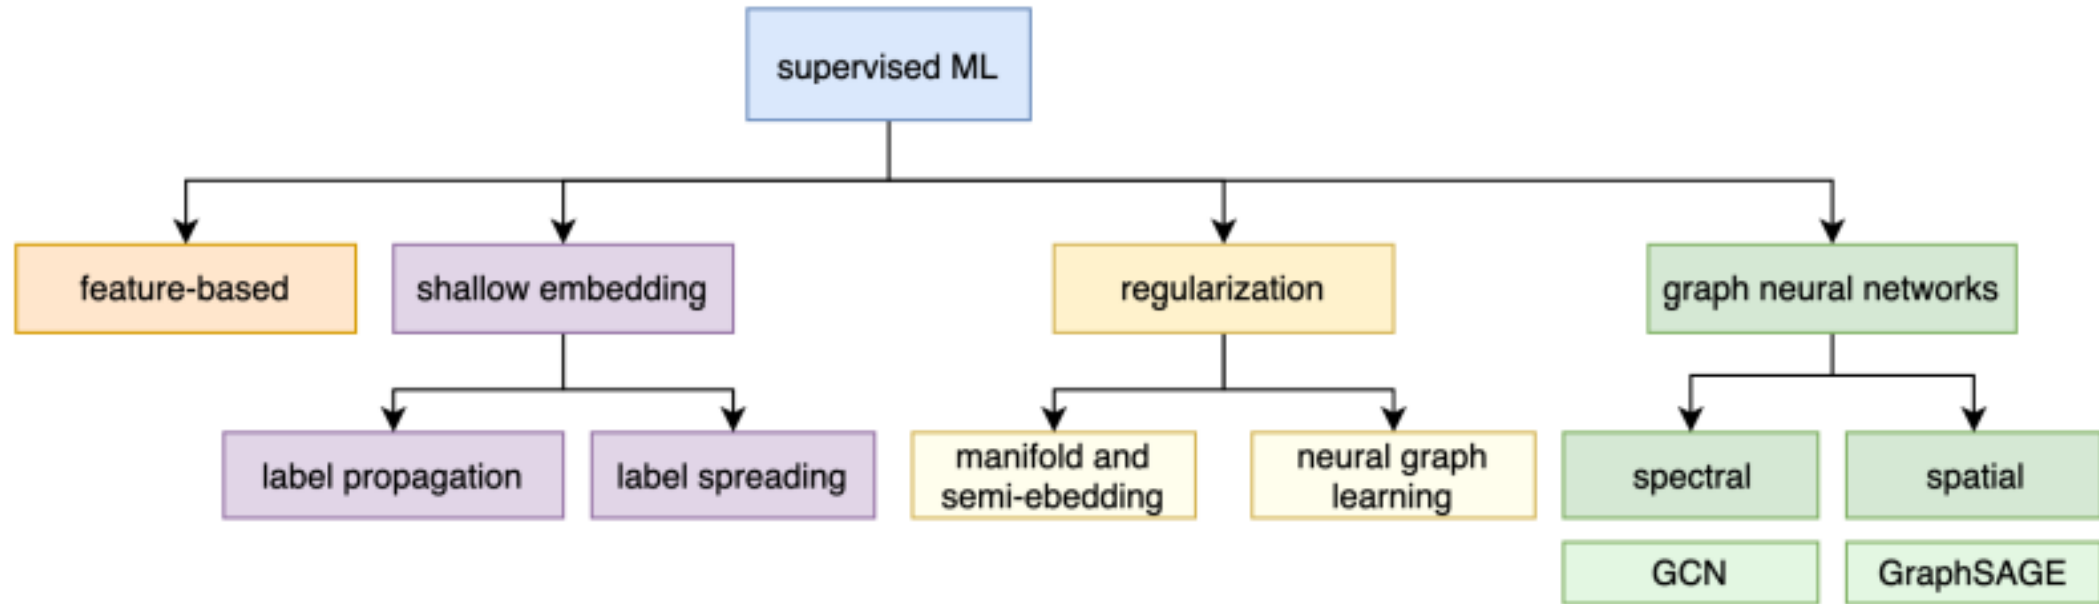 supervised ML
feature-based
shallow embedding
regularization
graph neural networks
label propagation
label spreading
manifold and
semi-ebedding
neural graph
learning
spectral
spatial
GCN
GraphSAGE